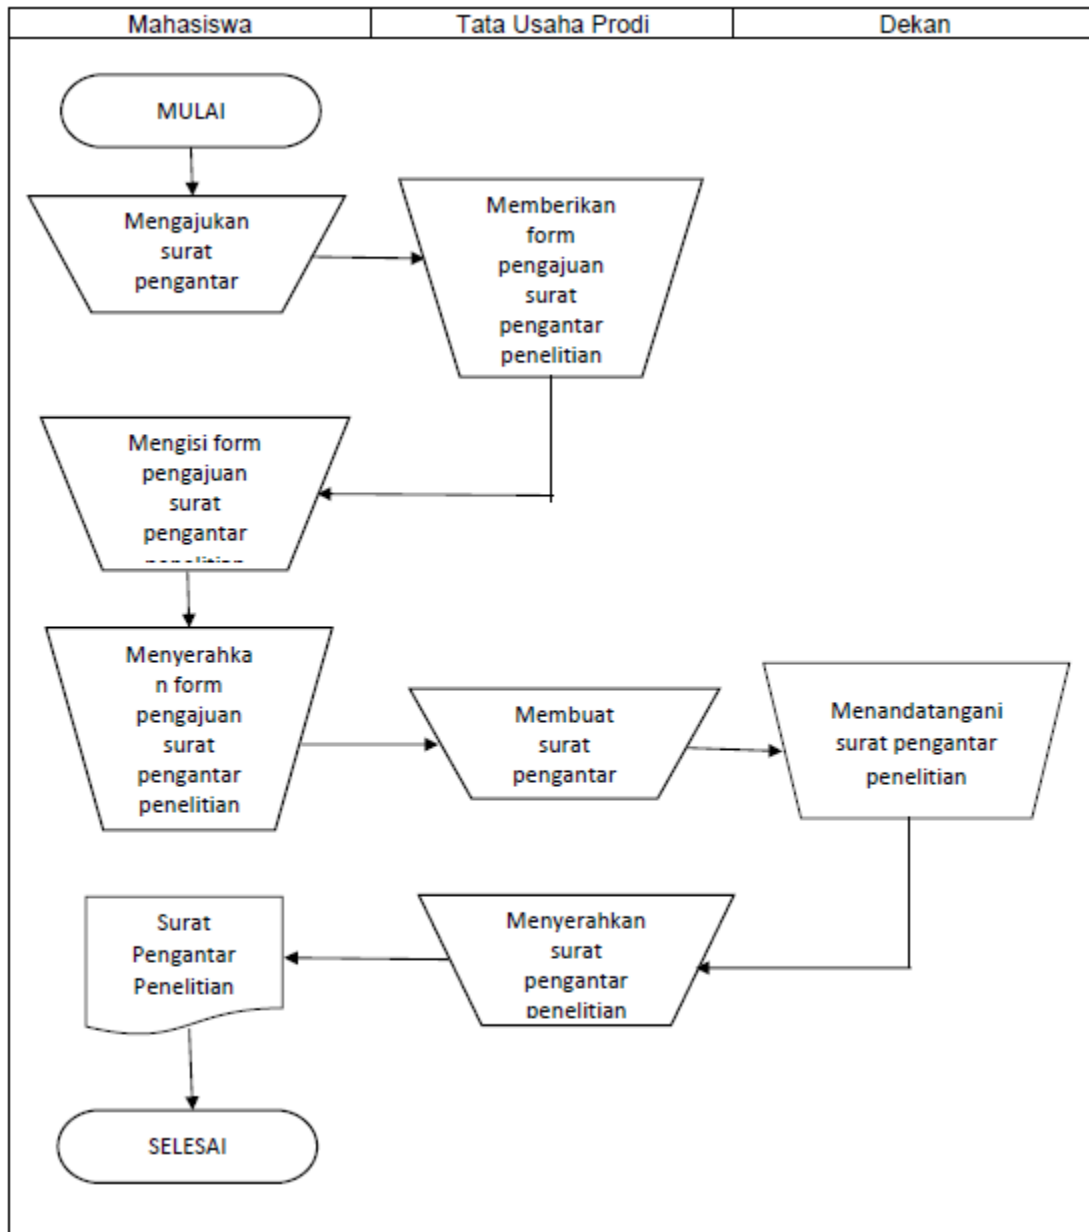 Mahasiswa
Tata Usaha Prodi
Dekan
MULAI
Mengajukan
surat
pengantar
Memberikan
form
pengajuan
surat
pengantar
penelitian
Mengisi form
pengajuan
surat
pengantar
penelitian
Menyerahka
n form
pengajuan
surat
pengantar
penelitian
Membuat
surat
pengantar
Menandatangani
surat pengantar
penelitian
Menyerahkan
surat
pengantar
penelitian
Surat
Pengantar
Penelitian
SELESAI